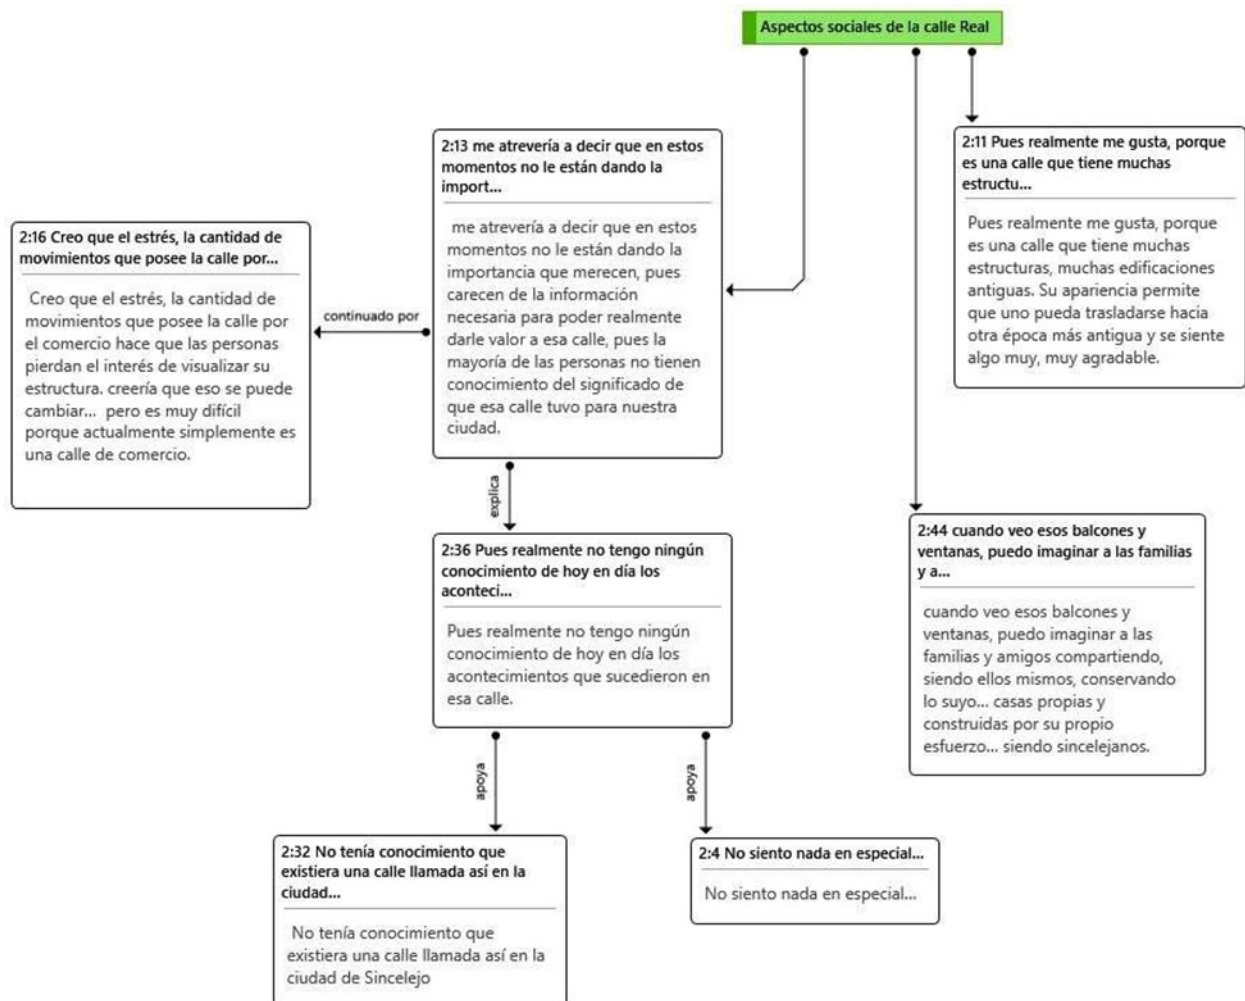 Aspectos sociales de la calle Real
2:13 me atrevería a decir que en estos
momentos no le están dando la
import...
me atrevería a decir que en estos
momentos no le están dando la
importancia que merecen, pues
carecen de la información
necesaria para poder realmente
darle valor a esa calle, pues la
mayoría de las personas no tienen
conocimiento del significado de
que esa calle tuvo para nuestra
ciudad.
2:11 Pues realmente me gusta, porque
es una calle que tiene muchas
estructu...
Pues realmente me gusta, porque
es una calle que tiene muchas
estructuras, muchas edificaciones
antiguas. Su apariencia permite
que uno pueda trasladarse hacia
otra época más antigua y se siente
algo muy, muy agradable.
2:16 Creo que el estrés, la cantidad de
movimientos que posee la calle por...
Creo que el estrés, la cantidad de
movimientos que posee la calle por
el comercio hace que las personas
pierdan el interés de visualizar su
estructura. creería que eso se puede
cambiar... pero es muy difícil
porque actualmente simplemente es
una calle de comercio.
continuado por
explica
2:36 Pues realmente no tengo ningún
conocimiento de hoy en día los
aconteci...
Pues realmente no tengo ningún
conocimiento de hoy en día los
acontecimientos que sucedieron en
esa calle.
2:44 cuando veo esos balcones y
ventanas, puedo imaginar a las familias
y a...
cuando veo esos balcones y
ventanas, puedo imaginar a las
familias y amigos compartiendo,
siendo ellos mismos, conservando
lo suyo... casas propias y
construidas por su propio
esfuerzo... siendo sincelejanos.
apoya
apoya
2:32 No tenía conocimiento que
existiera una calle llamada así en la
ciudad...
No tenía conocimiento que
existiera una calle llamada así en la
ciudad de Sincelejo
2:4 No siento nada en especial...
No siento nada en especial...